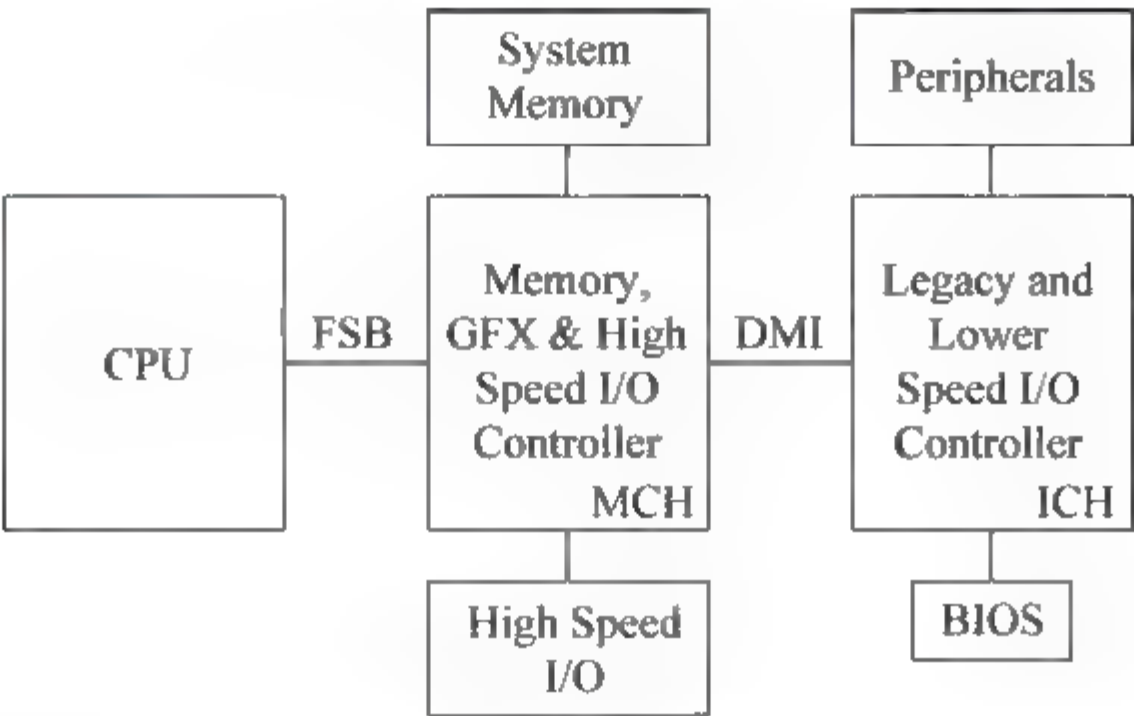 System
Memory
Peripherals
CPU
FSB
Memory,
GFX & High
Speed I/O
Controller
MCH
DMI
Legacy and
Lower
Speed I/O
Controller
ICH
High Speed
I/O
BIOS